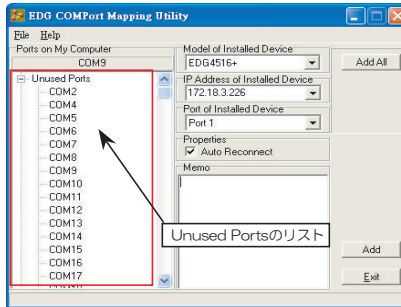 EDG COMPort Mapping Utility
File Help
Ports on My Computer
COM9
Unused Ports
COM2
COM4
COM5
COM6
COM7
COM8
COM9
COM10
COM11
COM12
COM13
COM14
COM15
COM16
COM17
Model of Installed Device
EDG4516+
IP Address of Installed Device
172.18.3.226
Port of Installed Device
Port 1
Properties
Auto Reconnect
Memo
Unused Portsのリスト
Add All
Add
Exit